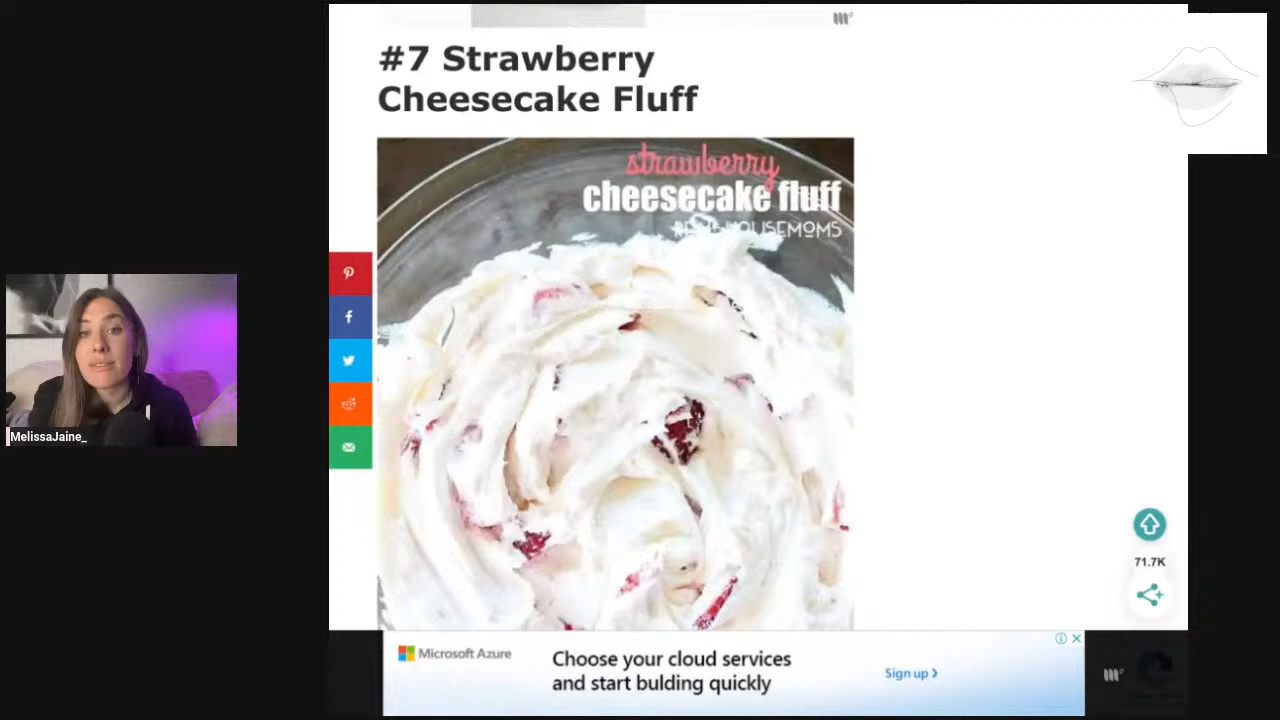 #7 Strawberry
Cheesecake Fluff
strawberry
cheesecake fluff
MelissaJaine_
71.7K
Microsoft Azure
Choose your cloud services
and start bulding quickly
Sign up